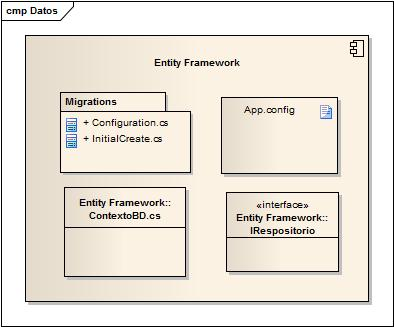 cmp Datos
Entity Framework
Migrations
+ Configuration.cs
+ InitialCreate.cs
App.config
Entity Framework::
ContextoBD.cs
«interface»
Entity Framework::
IRespositorio